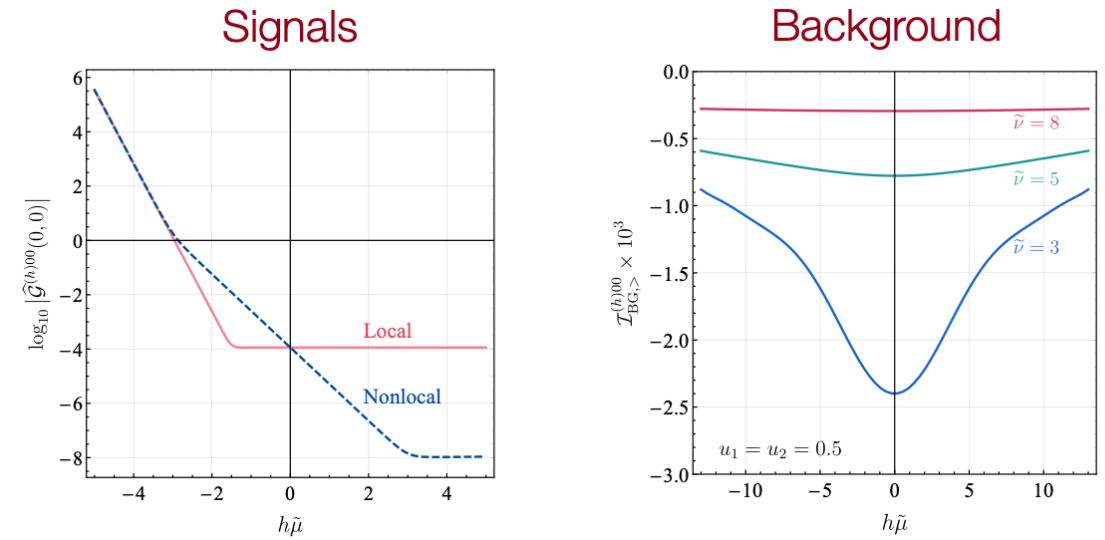 Signals
Background
log₁₀ |𝒢̂^{(h)00}(0, 0)|
6
4
2
0
−2
−4
−6
−8
Local
Nonlocal
−4
−2
0
2
4
hμ̃
ℐ^{(h)00}_{BG,>} × 10³
0.0
−0.5
−1.0
−1.5
−2.0
−2.5
−3.0
ν̃ = 8
ν̃ = 5
ν̃ = 3
u₁ = u₂ = 0.5
−10
−5
0
5
10
hμ̃